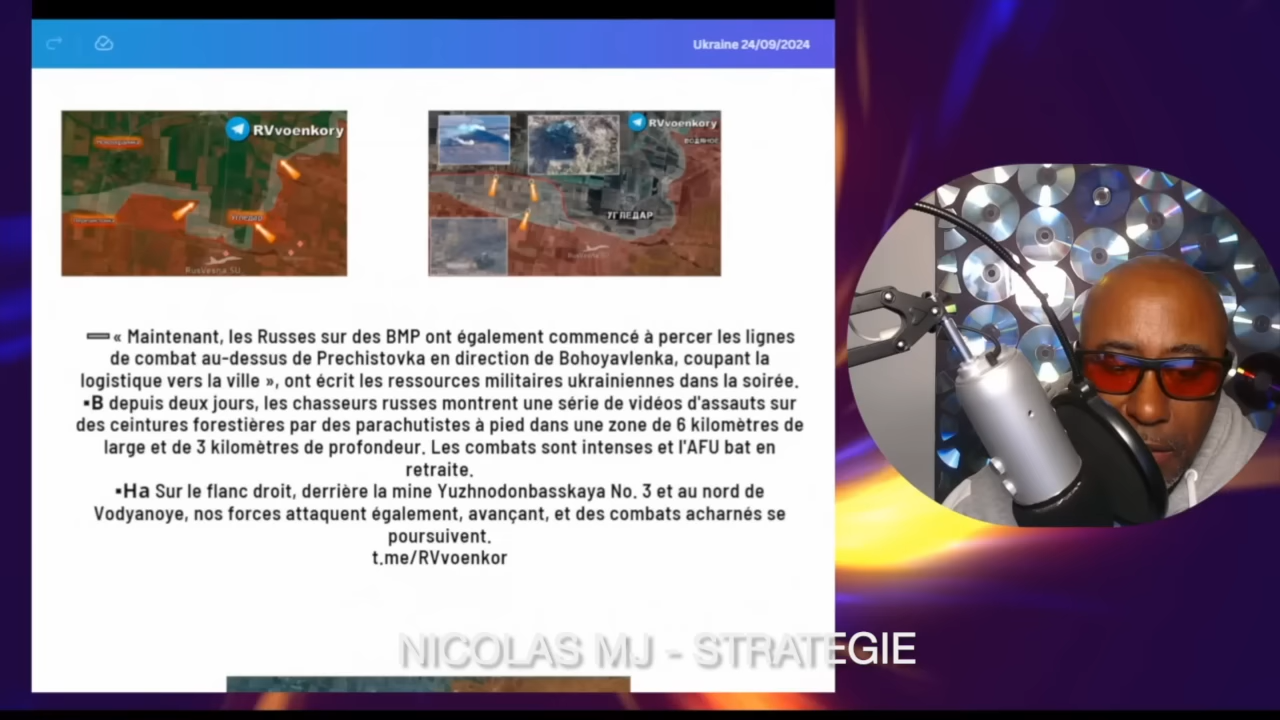 Ukraine 24/09/2024
RVvoenkory
RVvoenkory
ВОДЯНОЕ
УГЛЕДАР
Rusvesna.SU
« Maintenant, les Russes sur des BMP ont également commencé à percer les lignes
de combat au-dessus de Prechistovka en direction de Bohoyavlenka, coupant la
logistique vers la ville », ont écrit les ressources militaires ukrainiennes dans la soirée.
▪В depuis deux jours, les chasseurs russes montrent une série de vidéos d'assauts sur
des ceintures forestières par des parachutistes à pied dans une zone de 6 kilomètres de
large et de 3 kilomètres de profondeur. Les combats sont intenses et l'AFU bat en
retraite.
▪На Sur le flanc droit, derrière la mine Yuzhnodonbasskaya No. 3 et au nord de
Vodyanoye, nos forces attaquent également, avançant, et des combats acharnés se
poursuivent.
t.me/RVvoenkor
NICOLAS MJ - STRATEGIE